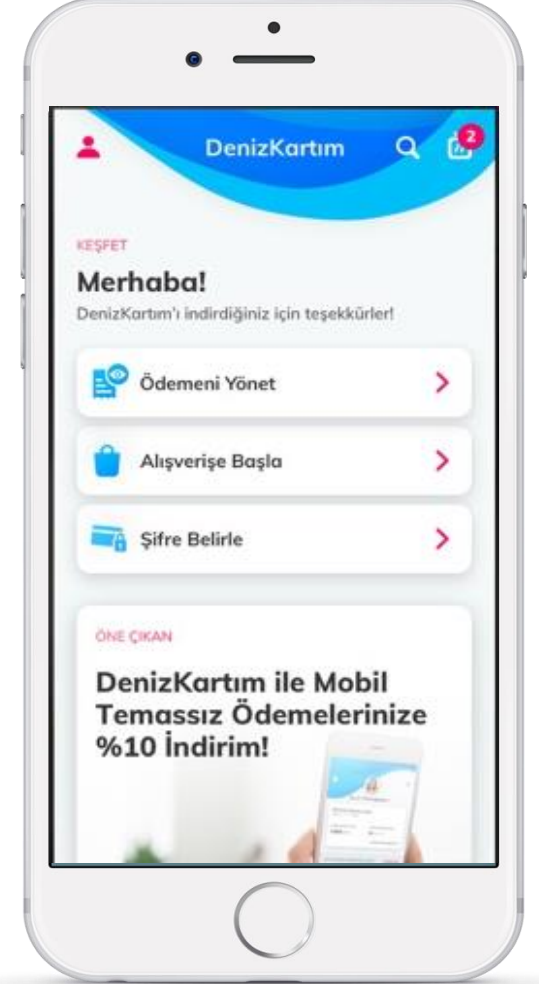 DenizKartım
2
KEŞFET
Merhaba!
DenizKartım'ı indirdiğiniz için teşekkürler!
Ödemeni Yönet
Alışverişe Başla
Şifre Belirle
ÖNE ÇIKAN
DenizKartım ile Mobil
Temassız Ödemelerinize
%10 İndirim!